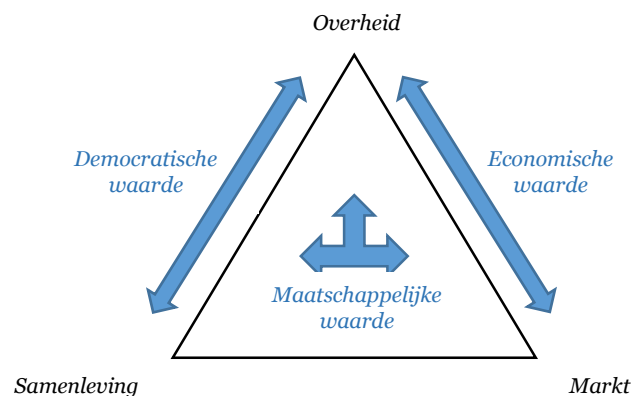 Overheid
Democratische
waarde
Economische
waarde
Maatschappelijke
waarde
Samenleving
Markt